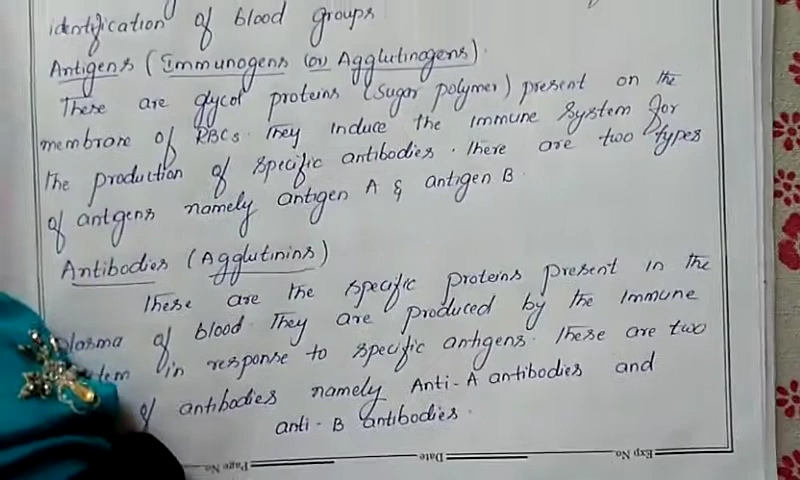 identification of blood groups
Antigens (Immunogens (or) Agglutinogens).
These are glycol proteins (sugar polymer) present on the
membrane of RBCs. They induce the immune system for
the production of specific antibodies. There are two types
of antgens namely antigen A & antigen B.
Antibodies (Agglutinins)
These are the specific proteins present in the
plasma of blood. They are produced by the immune
in response to specific antigens. These are two
of antibodies namely Anti-A antibodies and
anti-B antibodies.
Page No
Date
Exp No